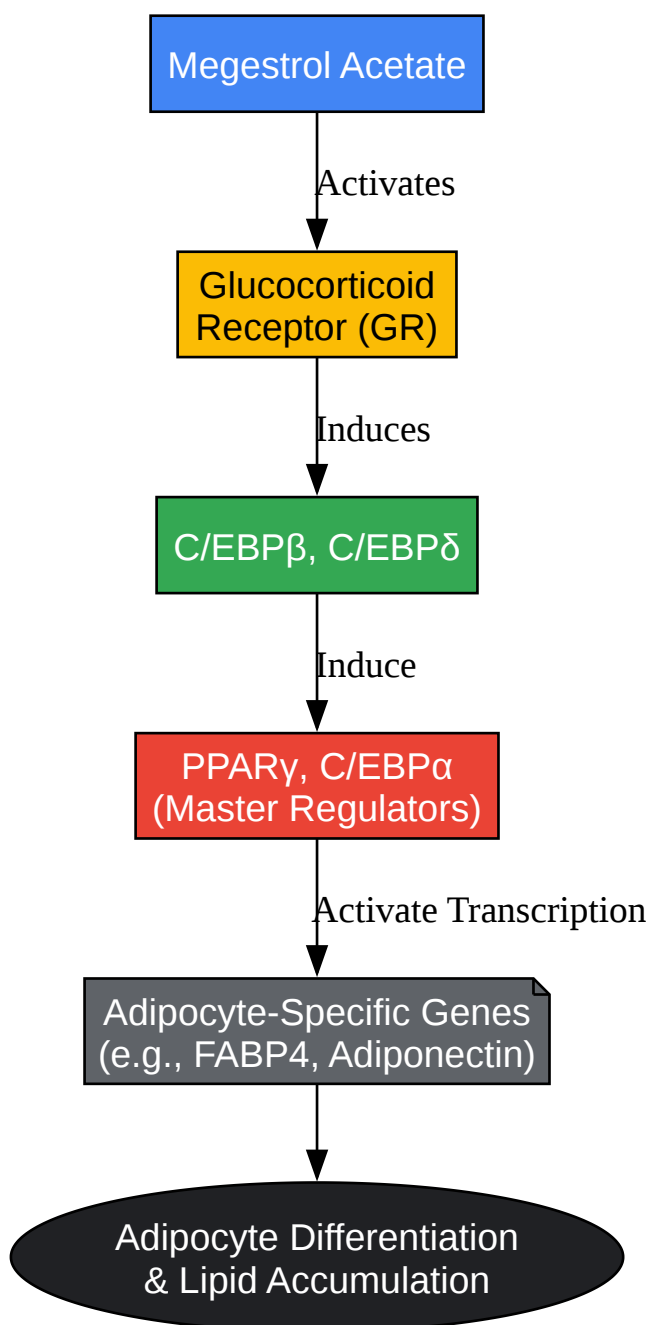 Megestrol Acetate
Activates
Glucocorticoid
Receptor (GR)
Induces
C/EBPβ, C/EBPδ
Induce
PPARγ, C/EBPα
(Master Regulators)
Activate Transcription
Adipocyte-Specific Genes
(e.g., FABP4, Adiponectin)
Adipocyte Differentiation
& Lipid Accumulation